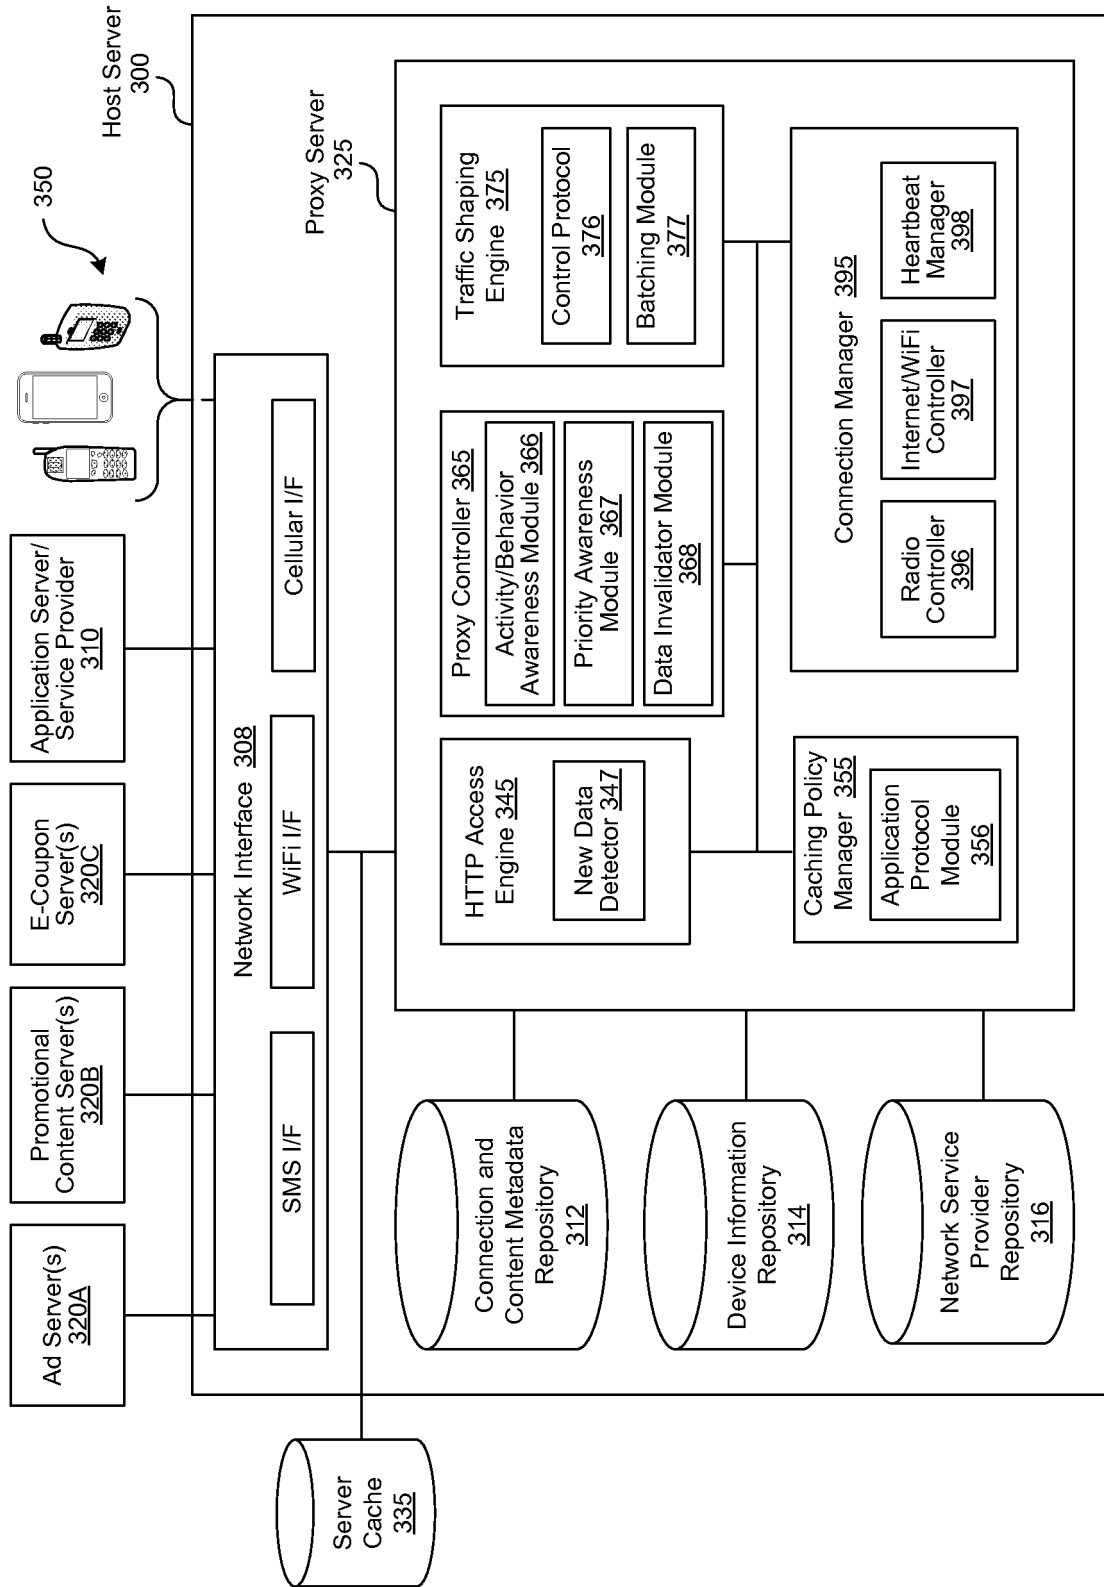 Ad Server(s)
320A
Promotional
Content Server(s)
320B
E-Coupon
Server(s)
320C
Application Server/
Service Provider
310
350
Host Server
300
Network Interface 308
SMS I/F
WiFi I/F
Cellular I/F
Server
Cache
335
Proxy Server
325
Connection and
Content Metadata
Repository
312
Device Information
Repository
314
Network Service
Provider
Repository
316
HTTP Access
Engine 345
New Data
Detector 347
Proxy Controller 365
Activity/Behavior
Awareness Module 366
Priority Awareness
Module 367
Data Invalidator Module
368
Traffic Shaping
Engine 375
Control Protocol
376
Batching Module
377
Caching Policy
Manager 355
Application
Protocol
Module
356
Connection Manager 395
Radio
Controller
396
Internet/WiFi
Controller
397
Heartbeat
Manager
398